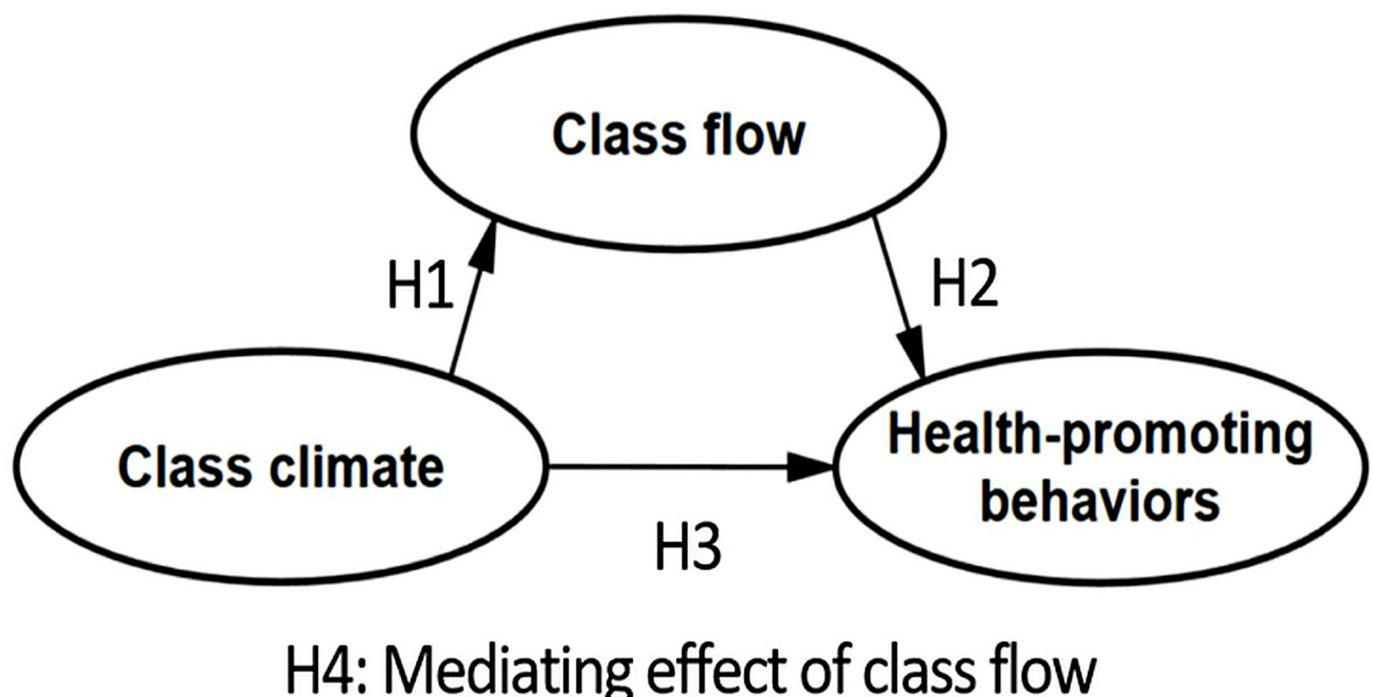 Class flow
H1
H2
Class climate
Health-promoting
behaviors
H3
H4: Mediating effect of class flow